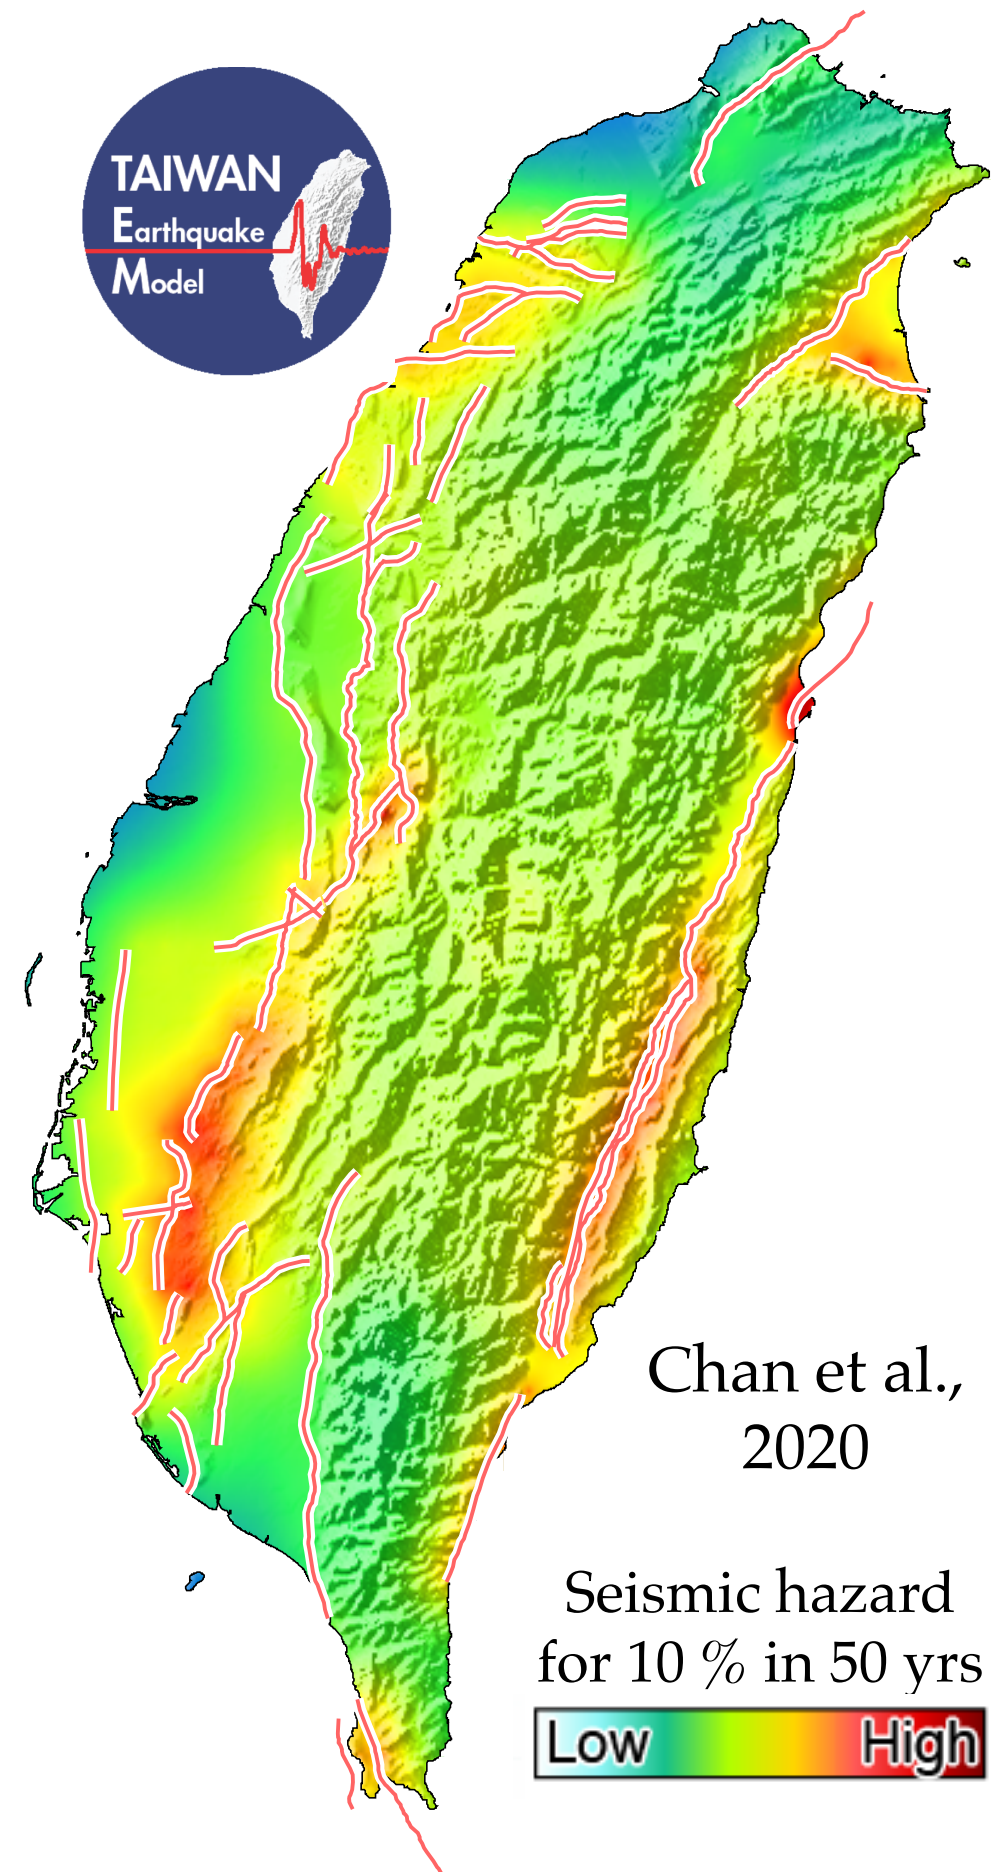 TAIWAN
Earthquake
Model
Chan et al.,
2020
Seismic hazard
for 10 % in 50 yrs
Low High